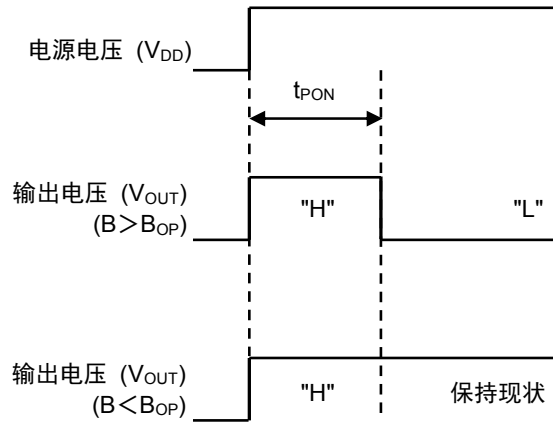 电源电压 (VDD)
tPON
输出电压 (VOUT)
(B＞BOP)
"H"
"L"
输出电压 (VOUT)
(B＜BOP)
"H"
保持现状